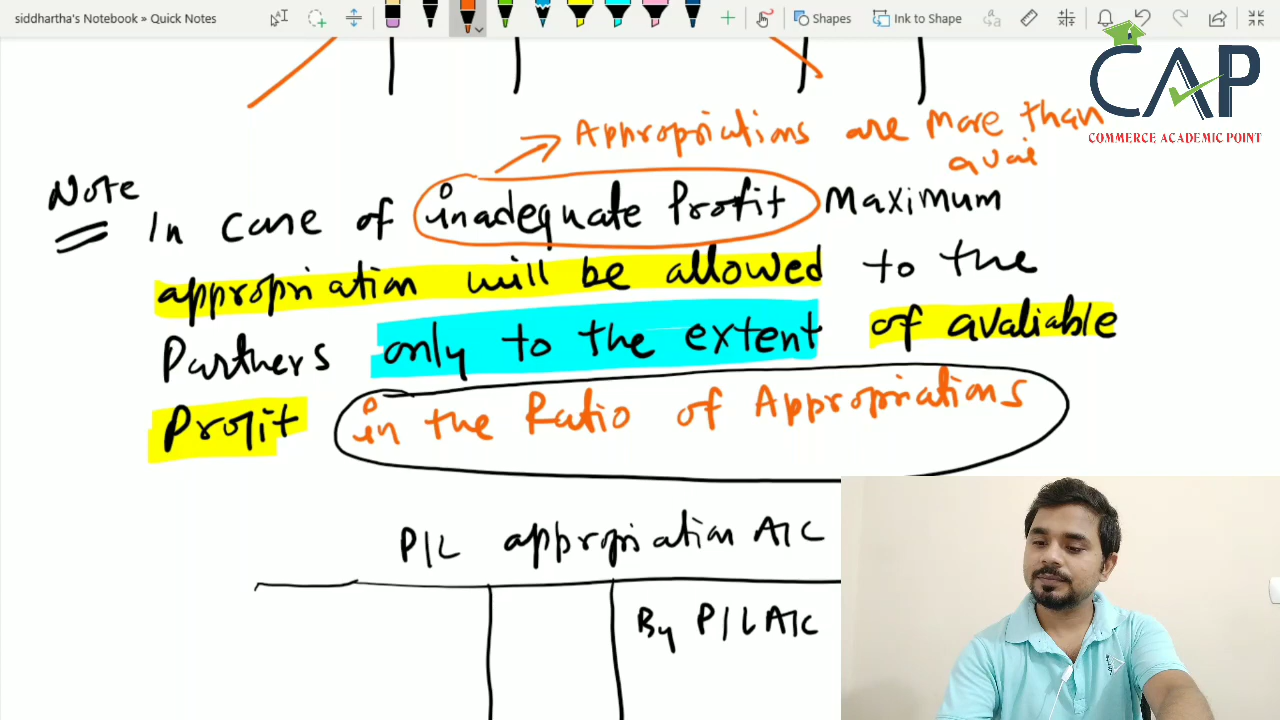 siddhartha's Notebook » Quick Notes
Shapes
Ink to Shape
CAP
COMMERCE ACADEMIC POINT
Appropriations are more than
avai
Note
In case of inadequate Profit Maximum
appropriation will be allowed to the
Partners only to the extent of avaliable
Profit in the Ratio of Appropriations
P/L appropriation A/C
By P/L A/C